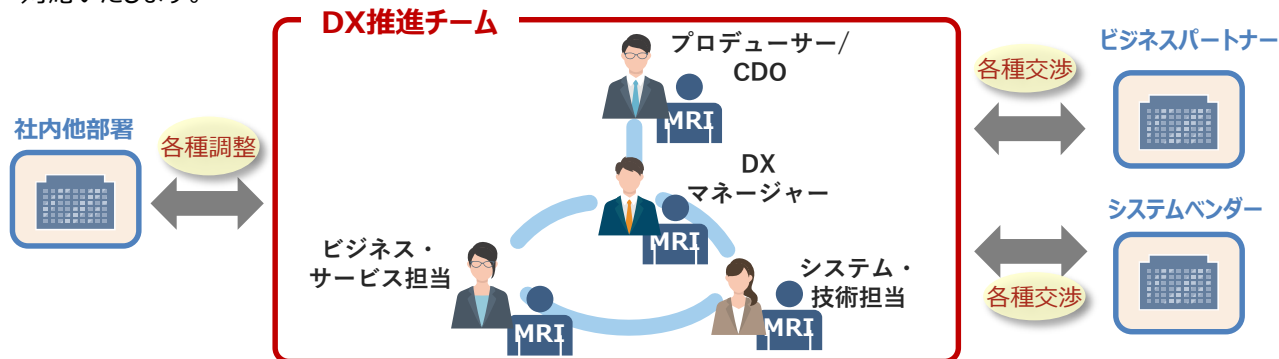 対応いたします。
DX推進チーム
プロデューサー/
CDO
MRI
DX
マネージャー
MRI
ビジネス・
サービス担当
MRI
システム・
技術担当
MRI
社内他部署
各種調整
各種交渉
ビジネスパートナー
システムベンダー
各種交渉